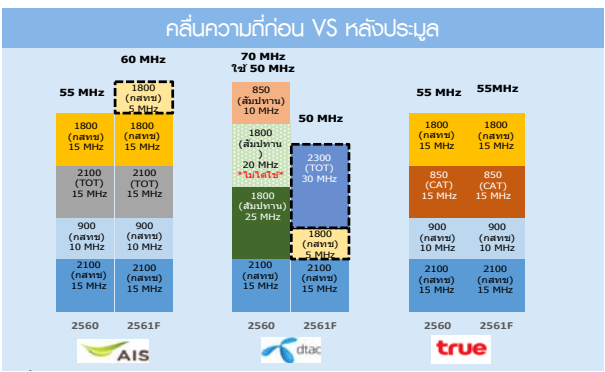 คลื่นความถี่ก่อน VS หลังประมูล
55 MHz
60 MHz
1800
(กสทช)
5 MHz
1800
(กสทช)
15 MHz
1800
(กสทช)
15 MHz
2100
(TOT)
15 MHz
2100
(TOT)
15 MHz
900
(กสทช)
10 MHz
900
(กสทช)
10 MHz
2100
(กสทช)
15 MHz
2100
(กสทช)
15 MHz
2560
2561F
AIS
70 MHz
ใช้ 50 MHz
850
(สัมปทาน)
10 MHz
1800
(สัมปทาน
)
20 MHz
*ไม่ได้ใช้*
1800
(สัมปทาน)
25 MHz
2100
(กสทช)
15 MHz
50 MHz
2300
(TOT)
30 MHz
1800
(กสทช)
5 MHz
2100
(กสทช)
15 MHz
2560
2561F
dtac
55 MHz
55MHz
1800
(กสทช)
15 MHz
1800
(กสทช)
15 MHz
850
(CAT)
15 MHz
850
(CAT)
15 MHz
900
(กสทช)
10 MHz
900
(กสทช)
10 MHz
2100
(กสทช)
15 MHz
2100
(กสทช)
15 MHz
2560
2561F
true